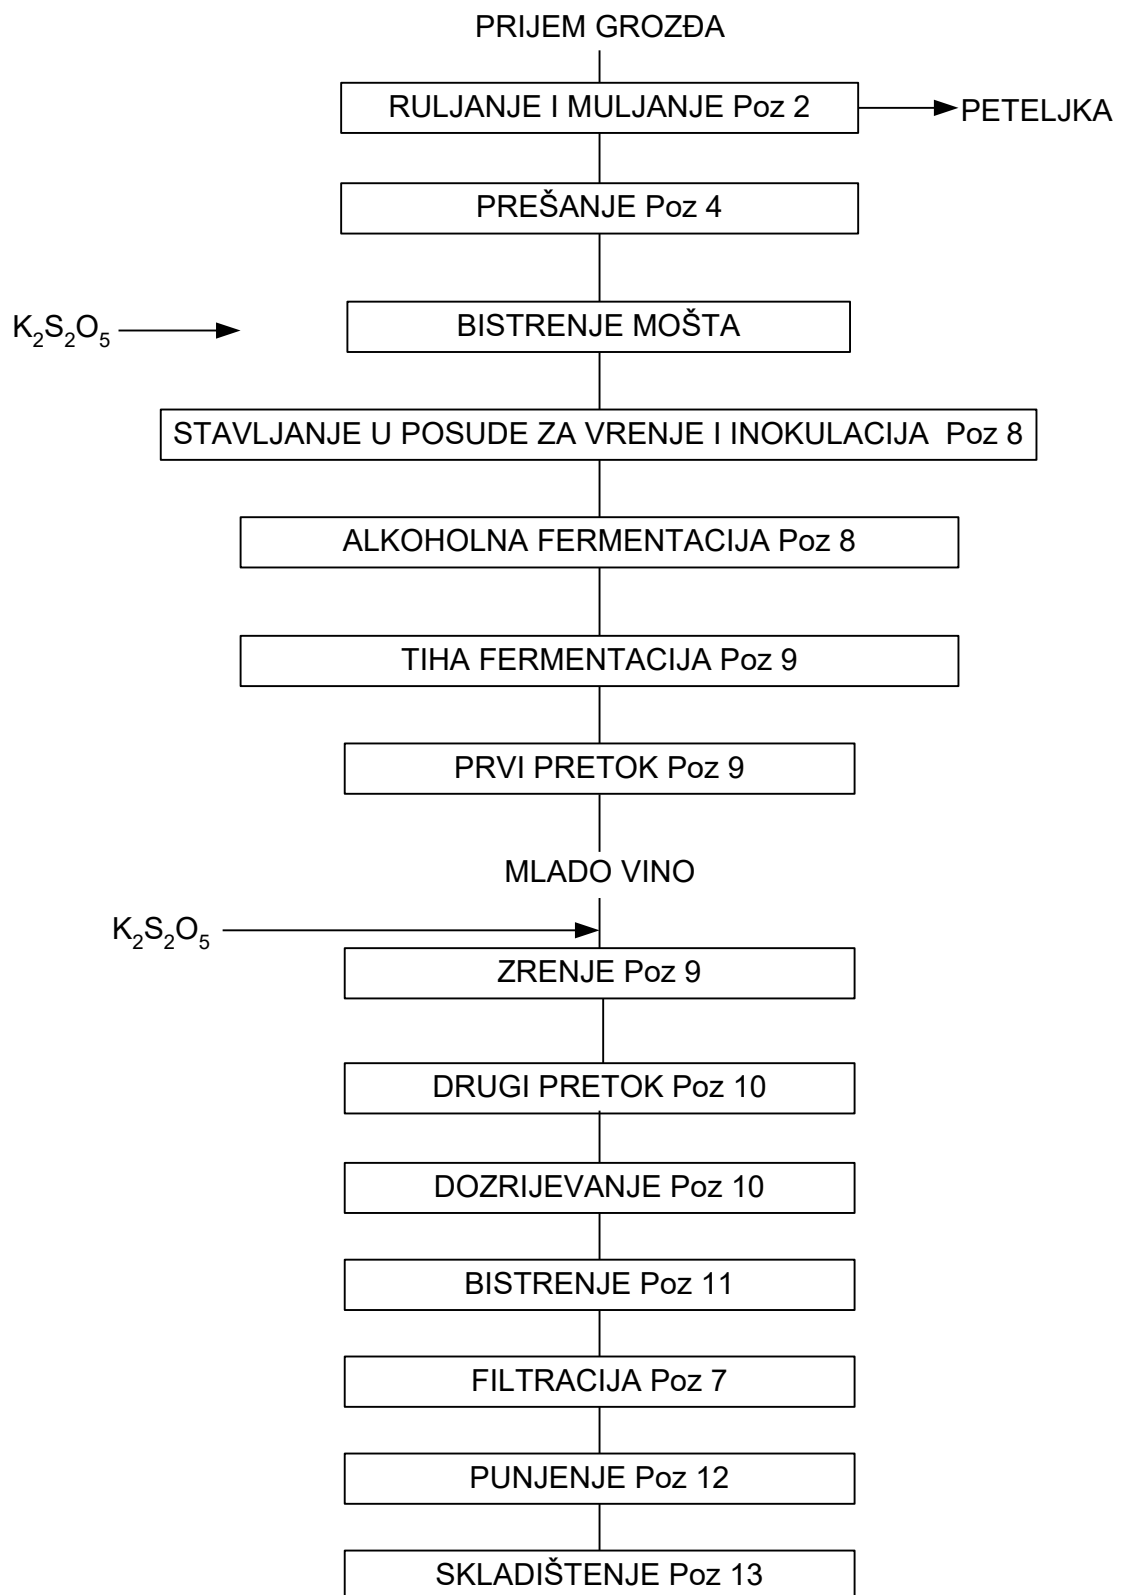 PRIJEM GROZĐA
RULJANJE I MULJANJE Poz 2
PETELJKA
PREŠANJE Poz 4
K₂S₂O₅
BISTRENJE MOŠTA
STAVLJANJE U POSUDE ZA VRENJE I INOKULACIJA Poz 8
ALKOHOLNA FERMENTACIJA Poz 8
TIHA FERMENTACIJA Poz 9
PRVI PRETOK Poz 9
MLADO VINO
K₂S₂O₅
ZRENJE Poz 9
DRUGI PRETOK Poz 10
DOZRIJEVANJE Poz 10
BISTRENJE Poz 11
FILTRACIJA Poz 7
PUNJENJE Poz 12
SKLADIŠTENJE Poz 13